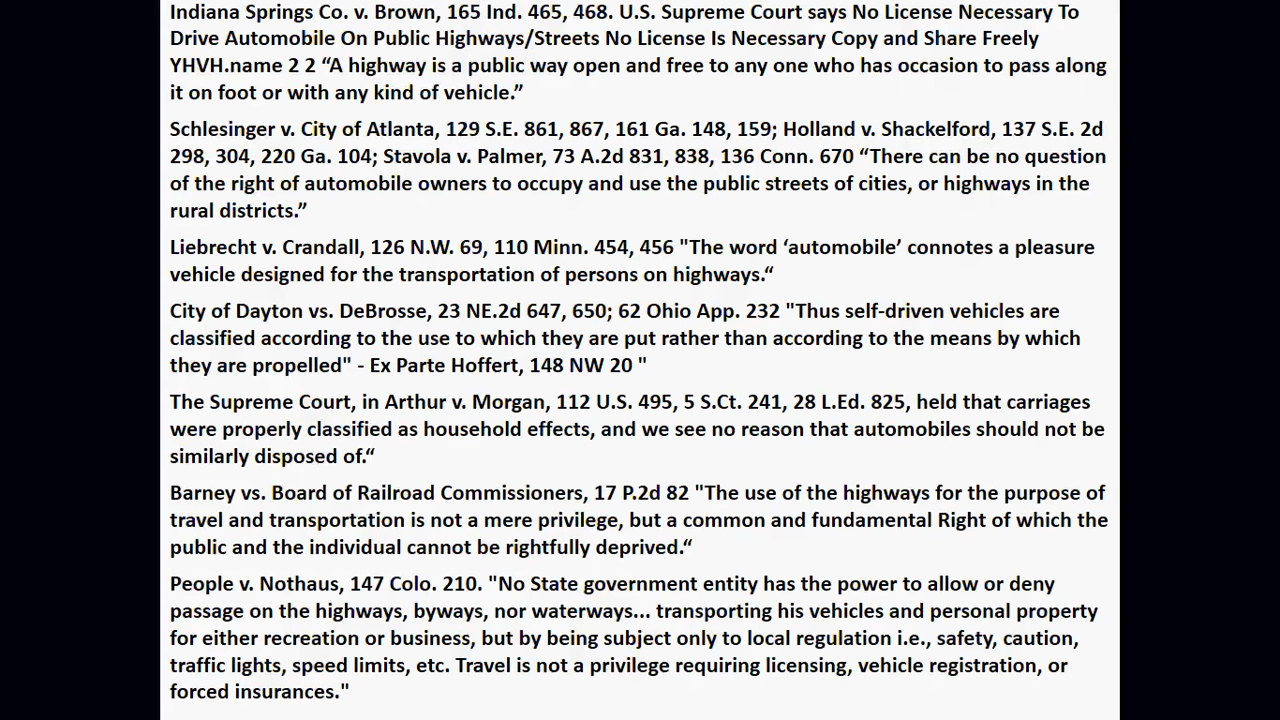 Indiana Springs Co. v. Brown, 165 Ind. 465, 468. U.S. Supreme Court says No License Necessary To
Drive Automobile On Public Highways/Streets No License Is Necessary Copy and Share Freely
YHVH.name 2 2 “A highway is a public way open and free to any one who has occasion to pass along
it on foot or with any kind of vehicle.”
Schlesinger v. City of Atlanta, 129 S.E. 861, 867, 161 Ga. 148, 159; Holland v. Shackelford, 137 S.E. 2d
298, 304, 220 Ga. 104; Stavola v. Palmer, 73 A.2d 831, 838, 136 Conn. 670 “There can be no question
of the right of automobile owners to occupy and use the public streets of cities, or highways in the
rural districts.”
Liebrecht v. Crandall, 126 N.W. 69, 110 Minn. 454, 456 "The word ‘automobile’ connotes a pleasure
vehicle designed for the transportation of persons on highways.“
City of Dayton vs. DeBrosse, 23 NE.2d 647, 650; 62 Ohio App. 232 "Thus self-driven vehicles are
classified according to the use to which they are put rather than according to the means by which
they are propelled" - Ex Parte Hoffert, 148 NW 20 "
The Supreme Court, in Arthur v. Morgan, 112 U.S. 495, 5 S.Ct. 241, 28 L.Ed. 825, held that carriages
were properly classified as household effects, and we see no reason that automobiles should not be
similarly disposed of.“
Barney vs. Board of Railroad Commissioners, 17 P.2d 82 "The use of the highways for the purpose of
travel and transportation is not a mere privilege, but a common and fundamental Right of which the
public and the individual cannot be rightfully deprived.“
People v. Nothaus, 147 Colo. 210. "No State government entity has the power to allow or deny
passage on the highways, byways, nor waterways... transporting his vehicles and personal property
for either recreation or business, but by being subject only to local regulation i.e., safety, caution,
traffic lights, speed limits, etc. Travel is not a privilege requiring licensing, vehicle registration, or
forced insurances."